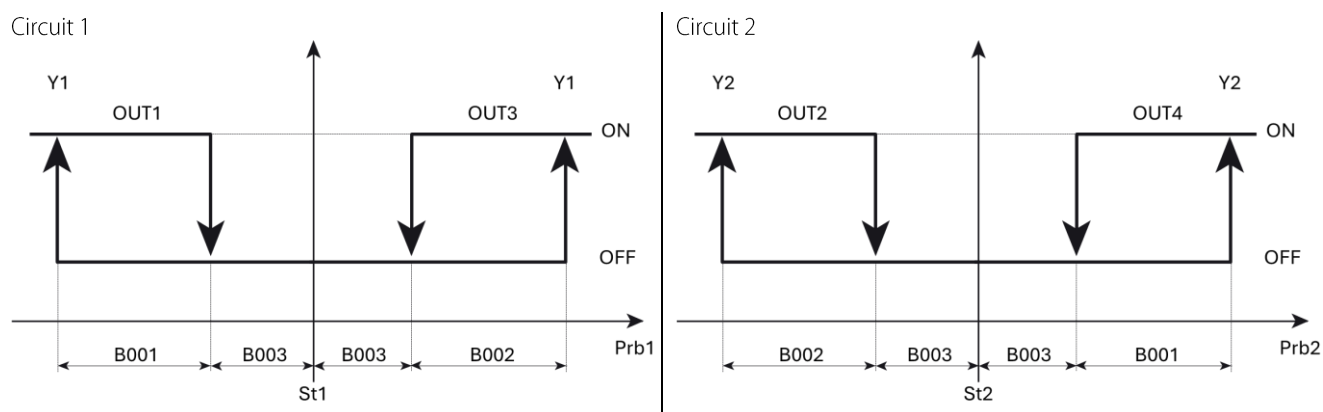 Circuit 1
Y1 Y1
OUT1 OUT3
ON
OFF
Prb1
B001 B003 B003 B002
St1
Circuit 2
Y2 Y2
OUT2 OUT4
ON
OFF
Prb2
B002 B003 B003 B001
St2